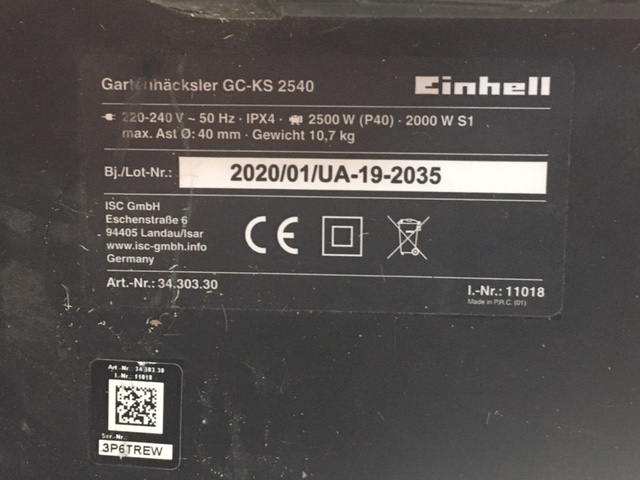 Gartenhäcksler GC-KS 2540
Einhell
220-240 V ~ 50 Hz · IPX4 · 2500 W (P40) · 2000 W S1
max. Ast Ø: 40 mm · Gewicht 10,7 kg
Bj./Lot-Nr.: 2020/01/UA-19-2035
ISC GmbH
Eschenstraße 6
94405 Landau/Isar
www.isc-gmbh.info
Germany
CE
Art.-Nr.: 34.303.30
I.-Nr.: 11018
Made in P.R.C. (01)
Art.-Nr.: 34.303.30
I.-Nr.: 11018
Ser.-Nr.:
3P6TREW